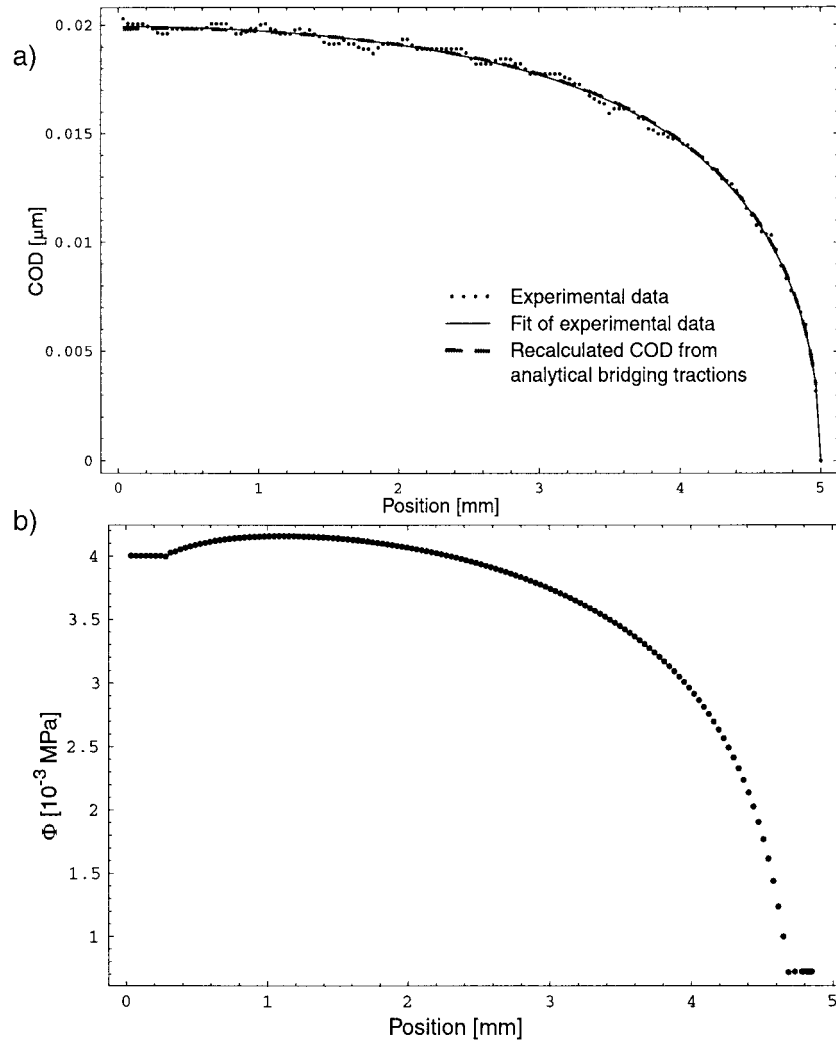 a)
0.02
0.015
0.01
0.005
0
COD [μm]
Experimental data
Fit of experimental data
Recalculated COD from
analytical bridging tractions
0 1 2 3 4 5
Position [mm]
b)
4
3.5
3
2.5
2
1.5
1
Φ [10⁻³ MPa]
0 1 2 3 4 5
Position [mm]